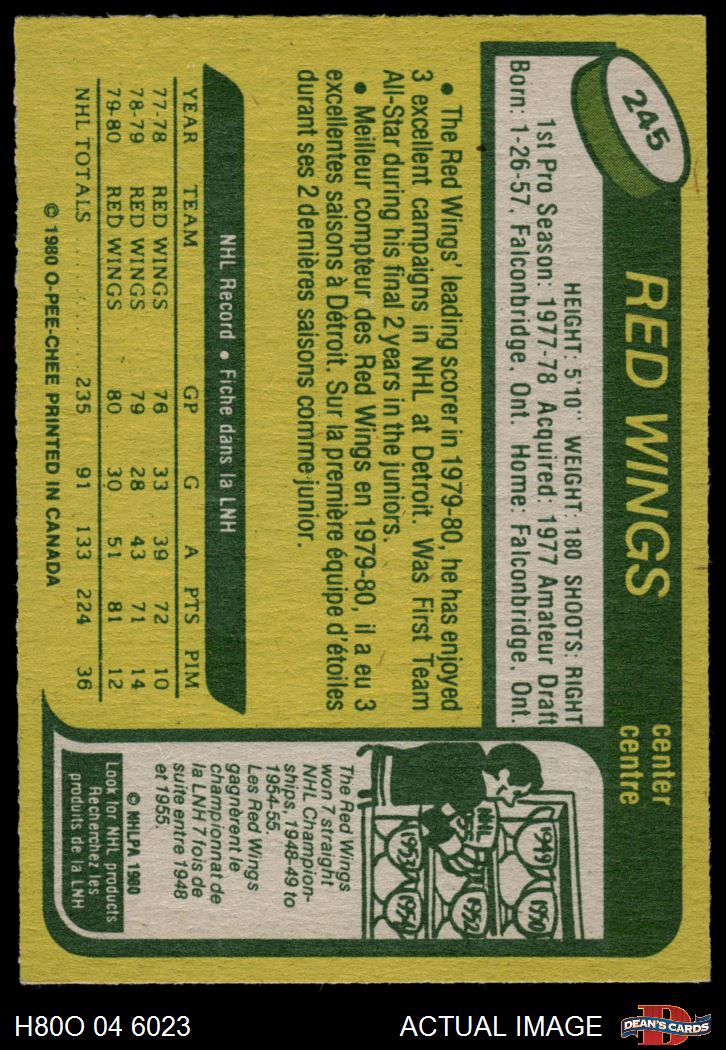 245
RED WINGS
center
centre
HEIGHT: 5'10" WEIGHT: 180 SHOOTS: RIGHT
1st Pro Season: 1977-78 Acquired: 1977 Amateur Draft
Born: 1-26-57, Falconbridge, Ont. Home: Falconbridge, Ont.
• The Red Wings' leading scorer in 1979-80, he has enjoyed
3 excellent campaigns in NHL at Detroit. Was First Team
All-Star during his final 2 years in the juniors.
• Meilleur compteur des Red Wings en 1979-80, il a eu 3
excellentes saisons à Détroit. Sur la première équipe d'étoiles
durant ses 2 dernières saisons comme junior.
NHL Record • Fiche dans la LNH
YEAR TEAM GP G A PTS PIM
77-78 RED WINGS 76 33 39 72 10
78-79 RED WINGS 79 28 43 71 14
79-80 RED WINGS 80 30 51 81 12
NHL TOTALS .......... 235 91 133 224 36
© 1980 O-PEE-CHEE PRINTED IN CANADA
1949
1950
NHL
1952
1953
1954
The Red Wings
won 7 straight
NHL Champion-
ships, 1948-49 to
1954-55.
Les Red Wings
gagnèrent le
championnat de
la LNH 7 fois de
suite entre 1948
et 1955.
© NHLPA 1980
Look for NHL products
Recherchez les
produits de la LNH
H80O 04 6023
ACTUAL IMAGE
D
DEAN'S CARDS